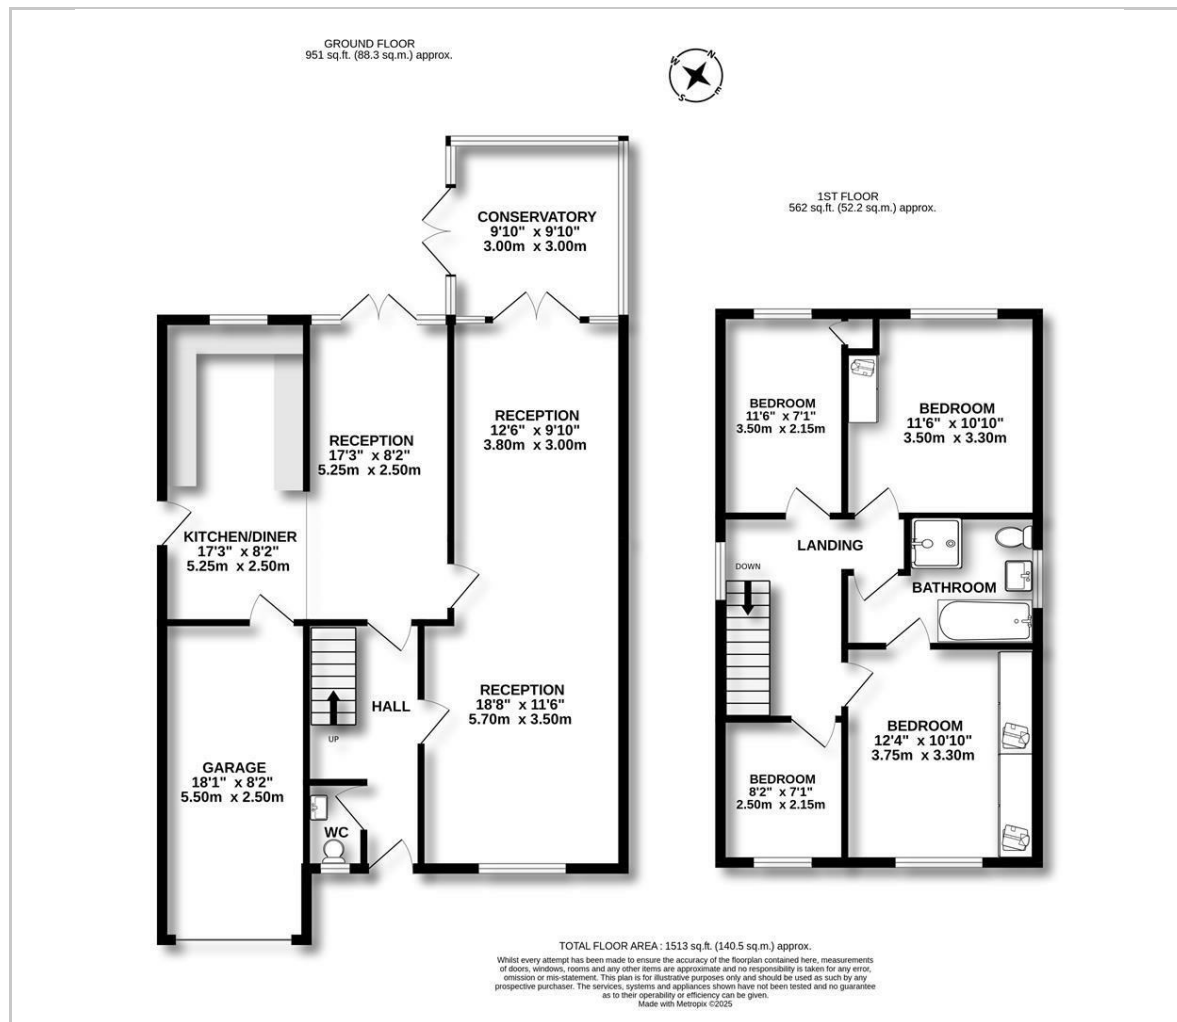 GROUND FLOOR
951 sq.ft. (88.3 sq.m.) approx.
N
W
E
S
1ST FLOOR
562 sq.ft. (52.2 sq.m.) approx.
CONSERVATORY
9'10" x 9'10"
3.00m x 3.00m
RECEPTION
12'6" x 9'10"
3.80m x 3.00m
RECEPTION
17'3" x 8'2"
5.25m x 2.50m
KITCHEN/DINER
17'3" x 8'2"
5.25m x 2.50m
HALL
UP
RECEPTION
18'8" x 11'6"
5.70m x 3.50m
GARAGE
18'1" x 8'2"
5.50m x 2.50m
WC
BEDROOM
11'6" x 7'1"
3.50m x 2.15m
BEDROOM
11'6" x 10'10"
3.50m x 3.30m
LANDING
DOWN
BATHROOM
BEDROOM
12'4" x 10'10"
3.75m x 3.30m
BEDROOM
8'2" x 7'1"
2.50m x 2.15m
TOTAL FLOOR AREA : 1513 sq.ft. (140.5 sq.m.) approx.
Whilst every attempt has been made to ensure the accuracy of the floorplan contained here, measurements
of doors, windows, rooms and any other items are approximate and no responsibility is taken for any error,
omission or mis-statement. This plan is for illustrative purposes only and should be used as such by any
prospective purchaser. The services, systems and appliances shown have not been tested and no guarantee
as to their operability or efficiency can be given.
Made with Metropix ©2025